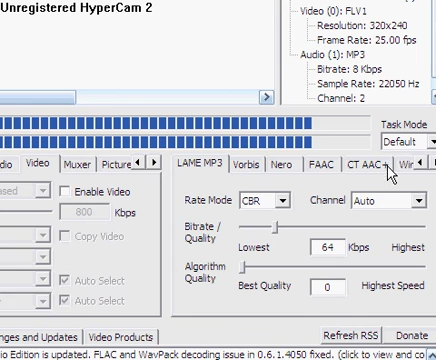 Unregistered HyperCam 2
Video (1): FLV1
Resolution: 320x240
Frame Rate: 25.00 fps
Audio (1): MP3
Bitrate: 8 Kbps
Sample Rate: 22050 Hz
Channel: 2
Task Mode
Default
dio Video Muxer Picture
LAME MP3 Vorbis Nero FAAC CT AAC+ Win
ased Enable Video
800 Kbps
Copy Video
Auto Select
Auto Select
Rate Mode CBR Channel Auto
Bitrate /
Quality
Lowest 64 Kbps Highest
Algorithm
Quality
Best Quality 0 Highest Speed
Refresh RSS Donate
nges and Updates Video Products
io Edition is updated. FLAC and WavPack decoding issue in 0.6.1.4050 fixed. (click to view and co